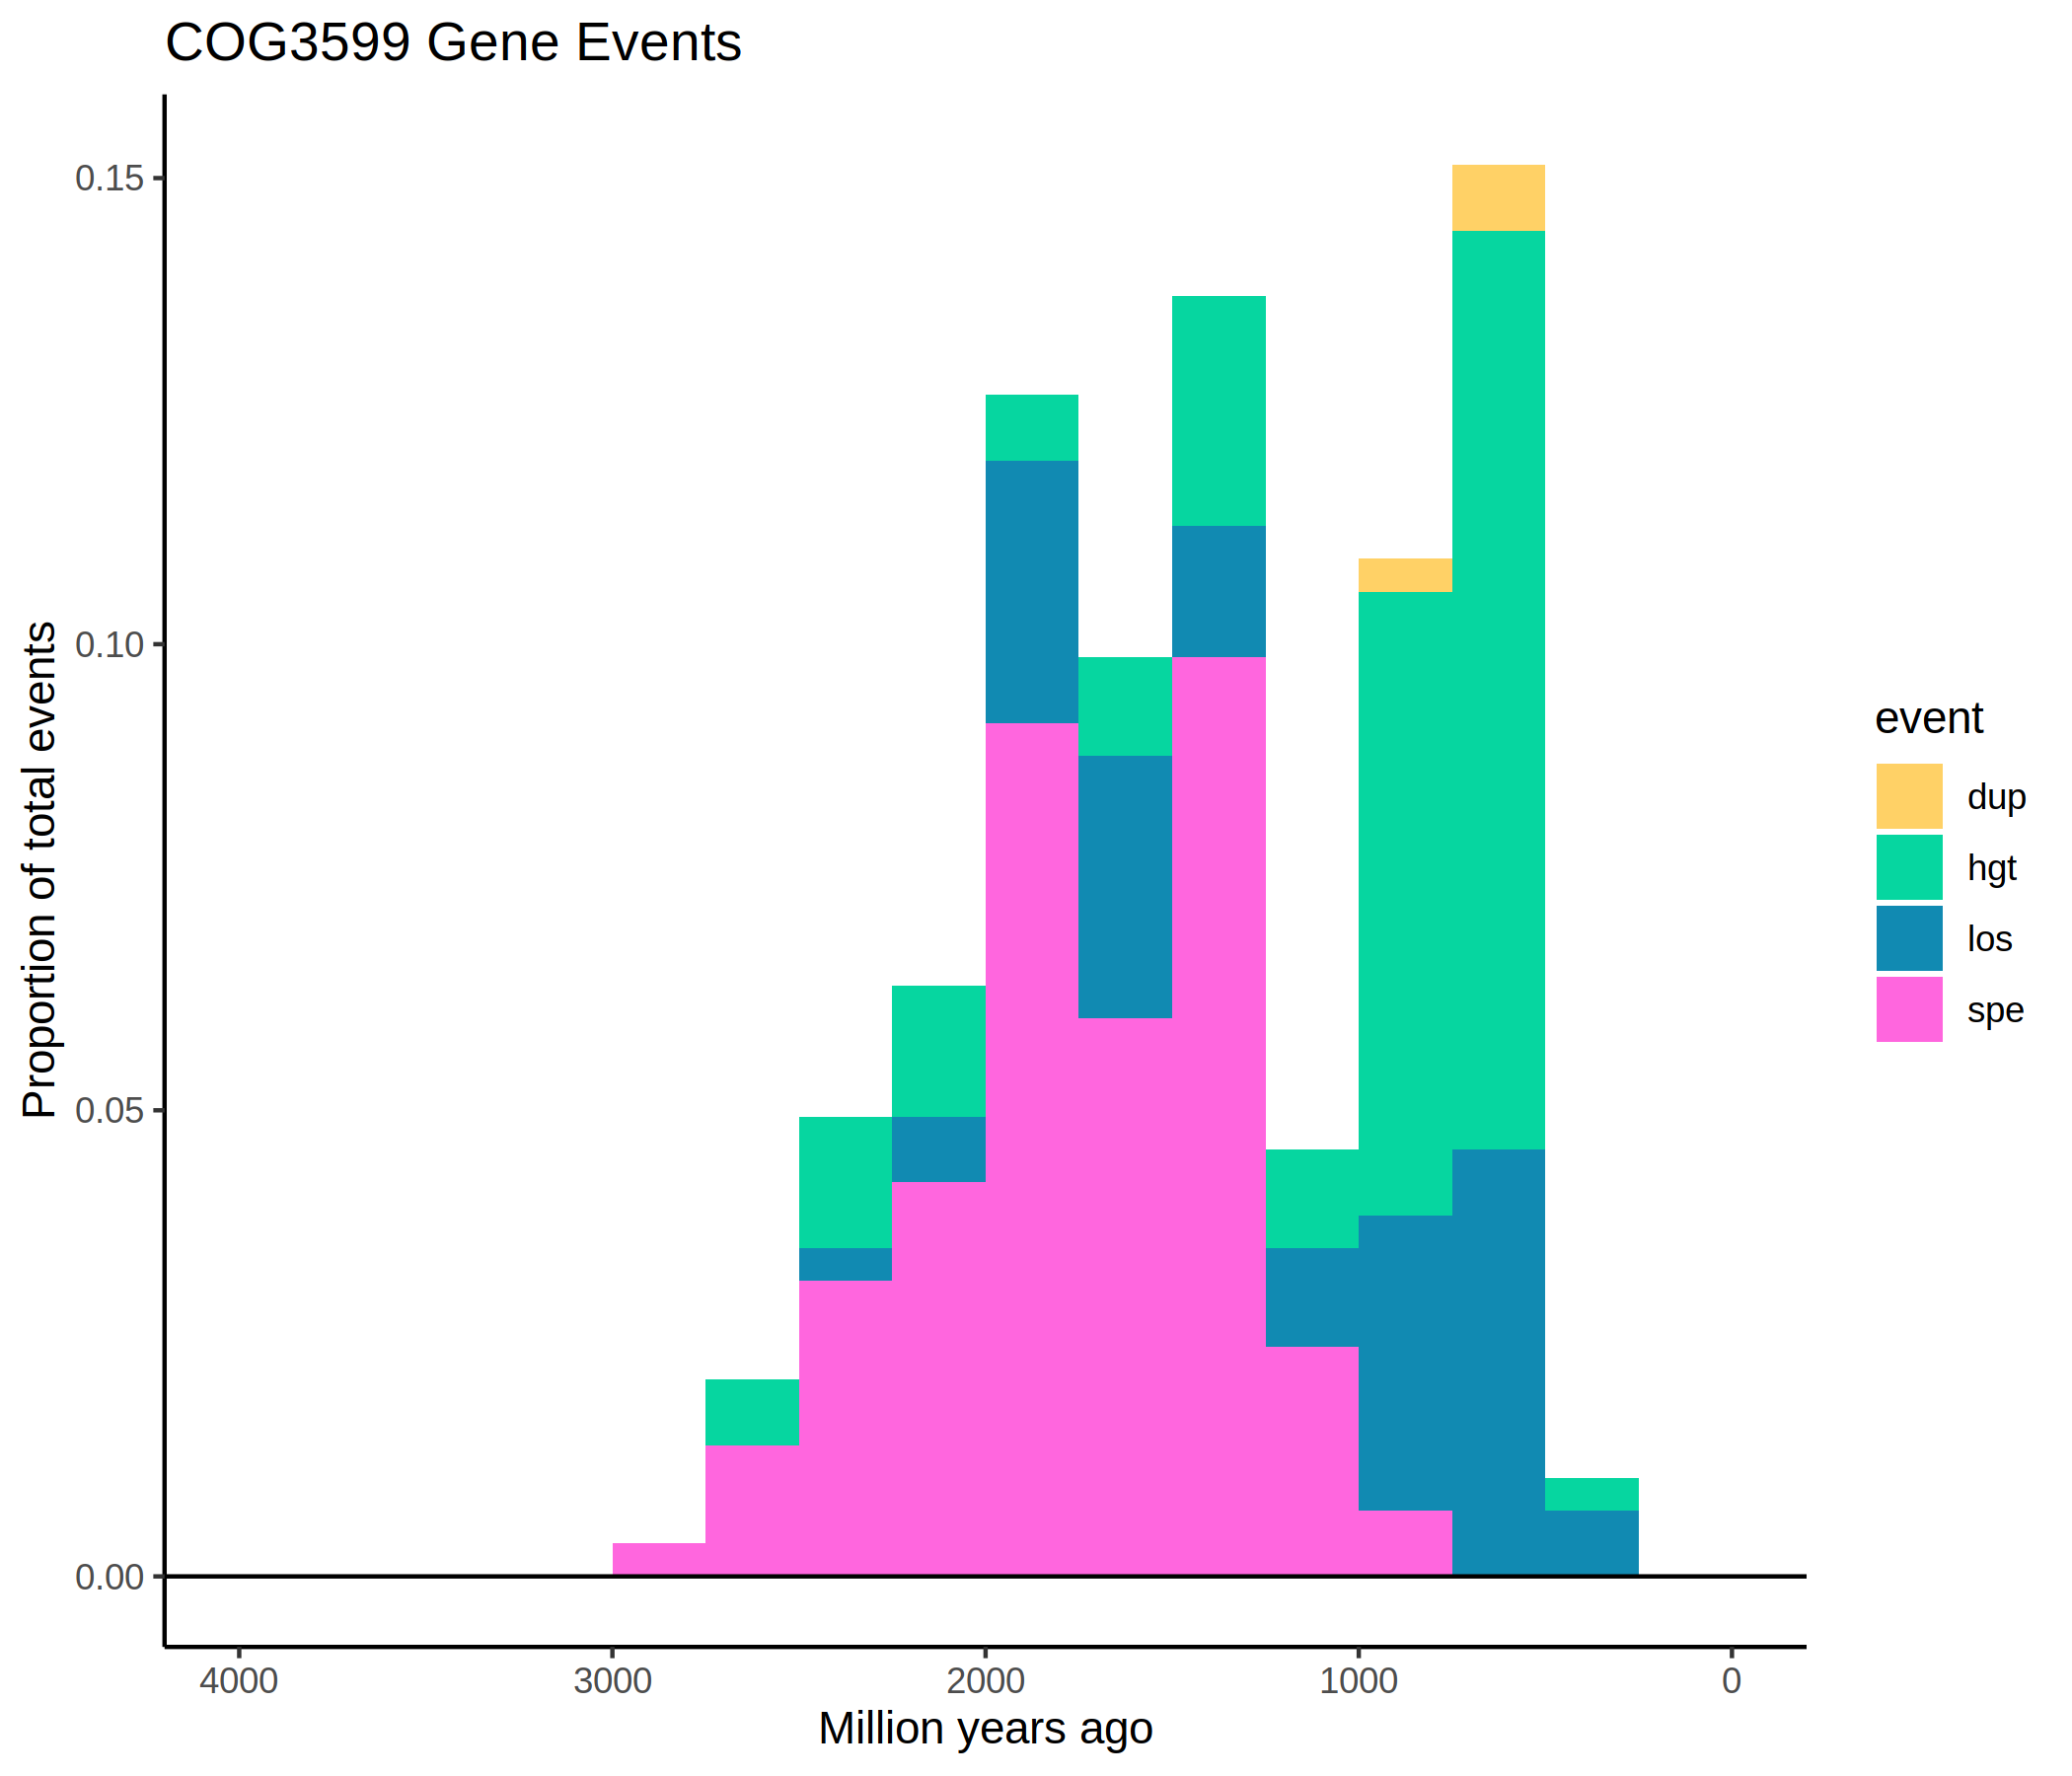 COG3599 Gene Events
Proportion of total events
0.15
0.10
0.05
0.00
4000 3000 2000 1000 0
Million years ago
event
dup
hgt
los
spe